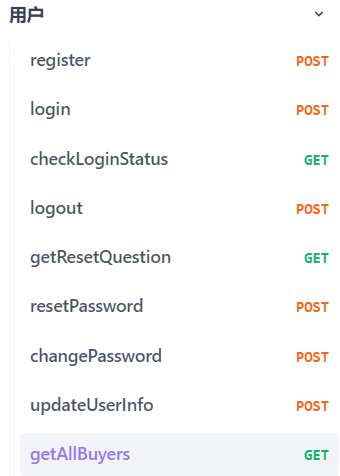 用户
register POST
login POST
checkLoginStatus GET
logout POST
getResetQuestion GET
resetPassword POST
changePassword POST
updateUserInfo POST
getAllBuyers GET